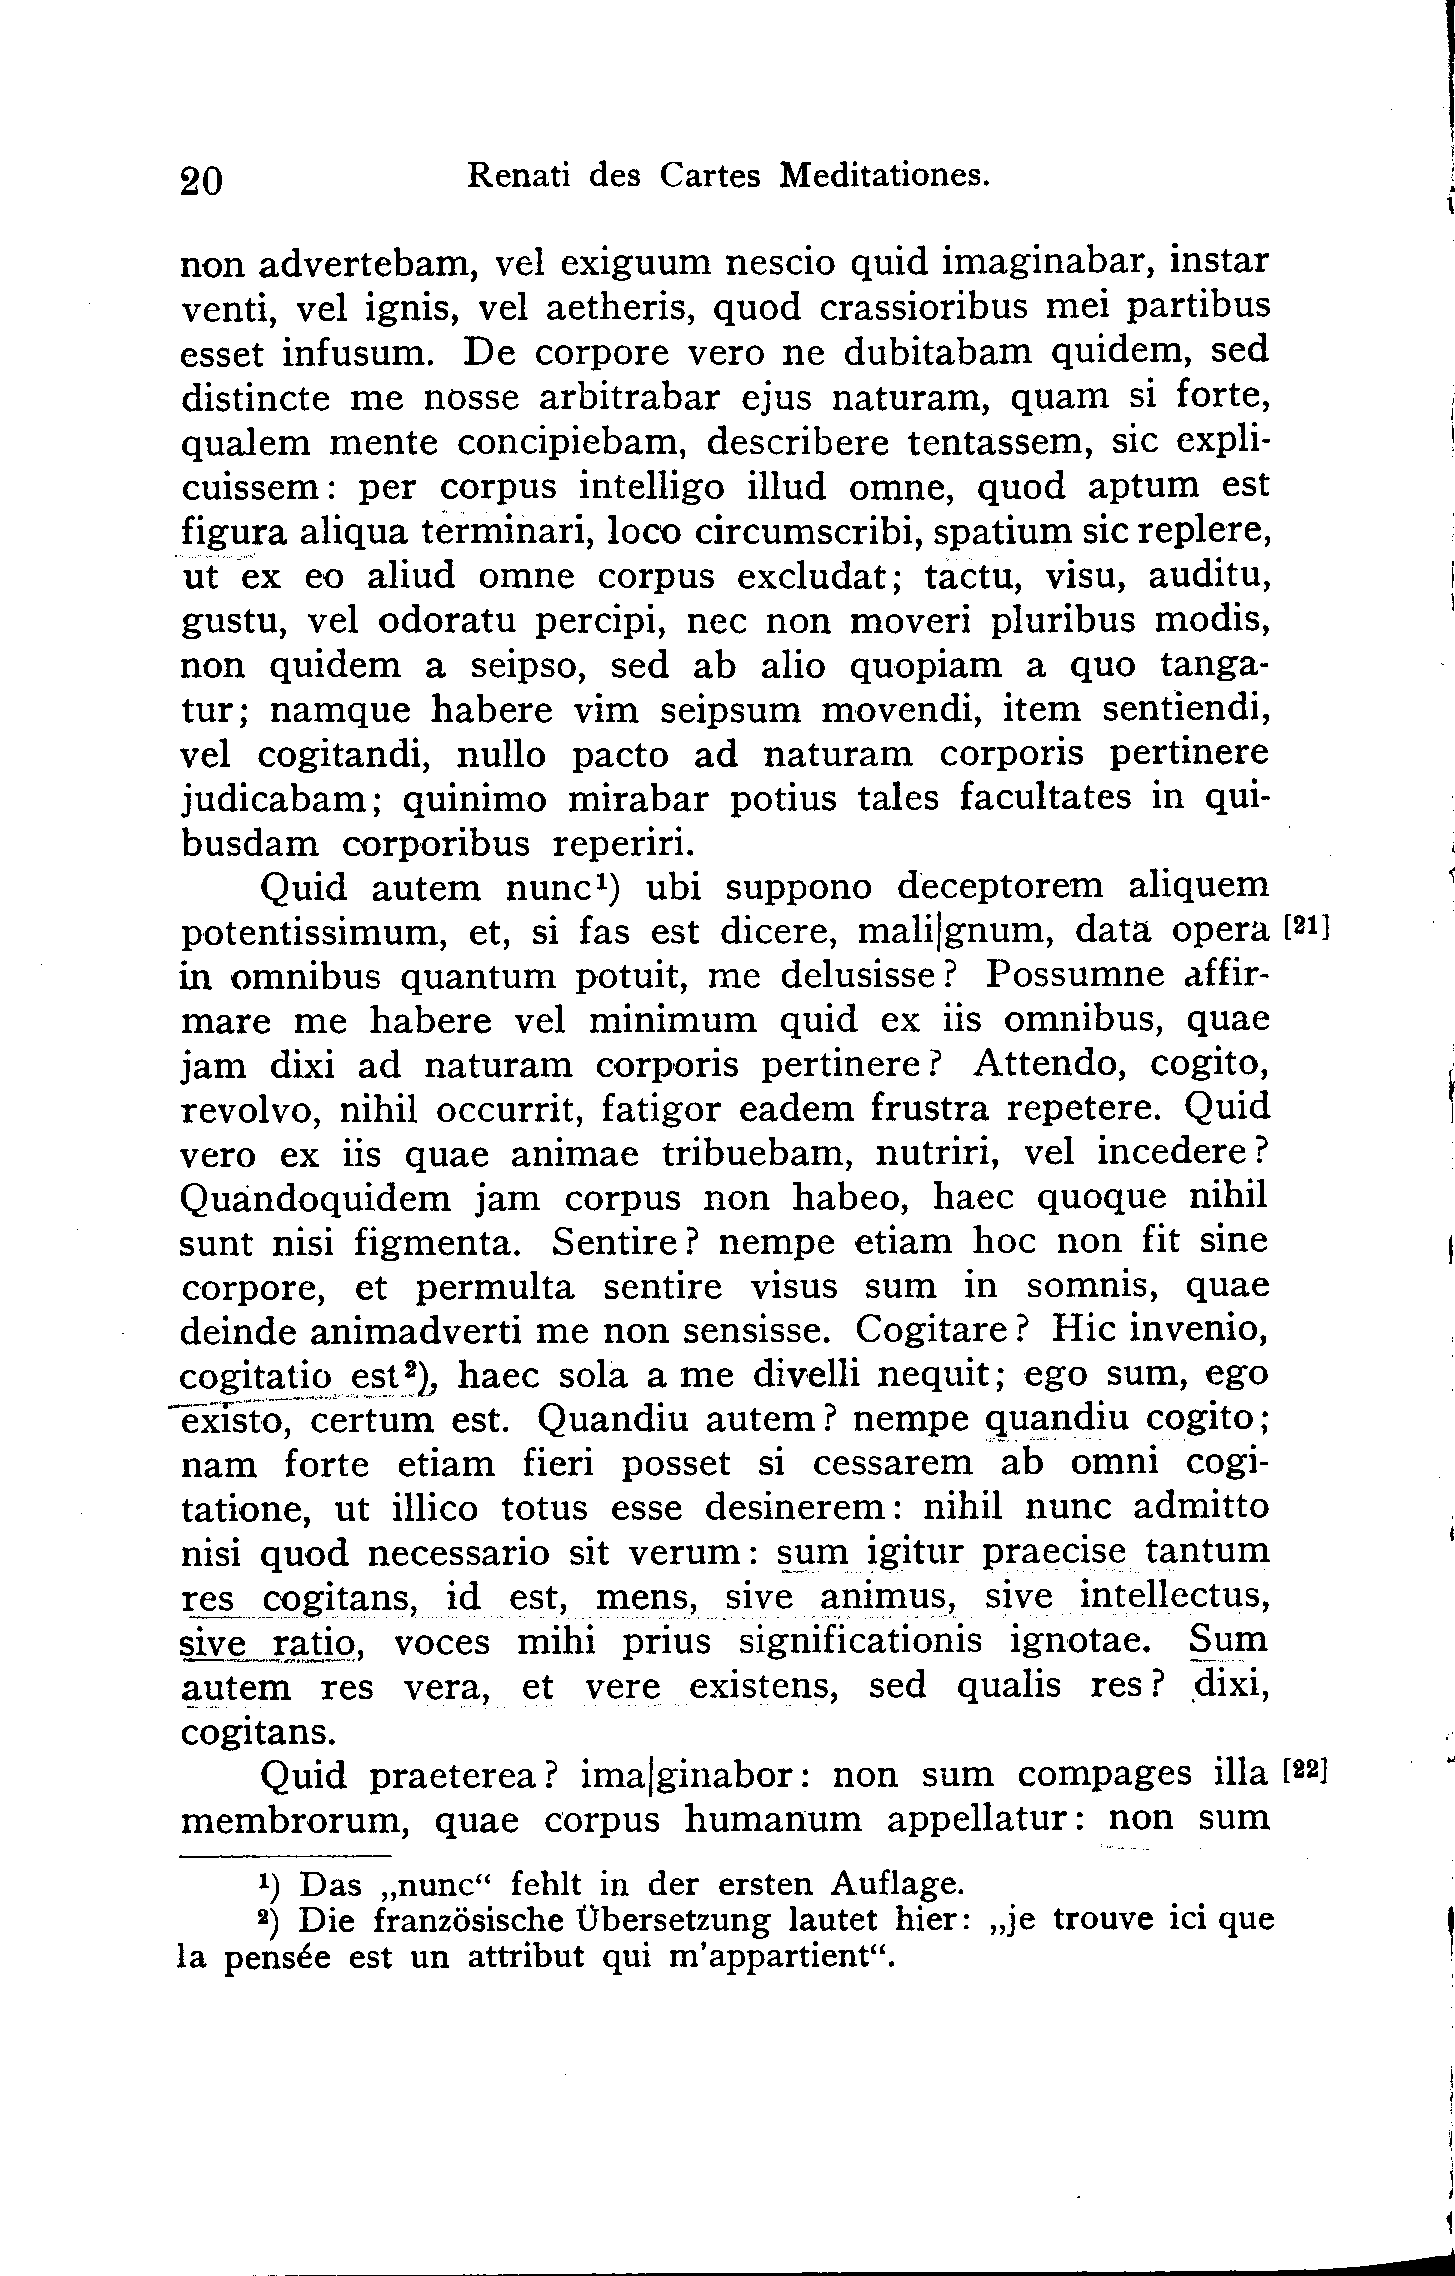 20 Renati des Cartes Meditationes.
non advertebam, vel exiguum nescio quid imaginabar, instar
venti, vel ignis, vel aetheris, quod crassioribus mei partibus
esset infusum. De corpore vero ne dubitabam quidem, sed
distincte me nosse arbitrabar ejus naturam, quam si forte,
qualem mente concipiebam, describere tentassem, sic expli-
cuissem: per corpus intelligo illud omne, quod aptum est
figura aliqua terminari, loco circumscribi, spatium sic replere,
ut ex eo aliud omne corpus excludat; tactu, visu, auditu,
gustu, vel odoratu percipi, nec non moveri pluribus modis,
non quidem a seipso, sed ab alio quopiam a quo tanga-
tur; namque habere vim seipsum movendi, item sentiendi,
vel cogitandi, nullo pacto ad naturam corporis pertinere
judicabam; quinimo mirabar potius tales facultates in qui-
busdam corporibus reperiri.
Quid autem nunc¹) ubi suppono deceptorem aliquem
potentissimum, et, si fas est dicere, mali|gnum, data opera [21]
in omnibus quantum potuit, me delusisse? Possumne affir-
mare me habere vel minimum quid ex iis omnibus, quae
jam dixi ad naturam corporis pertinere? Attendo, cogito,
revolvo, nihil occurrit, fatigor eadem frustra repetere. Quid
vero ex iis quae animae tribuebam, nutriri, vel incedere?
Quandoquidem jam corpus non habeo, haec quoque nihil
sunt nisi figmenta. Sentire? nempe etiam hoc non fit sine
corpore, et permulta sentire visus sum in somnis, quae
deinde animadverti me non sensisse. Cogitare? Hic invenio,
cogitatio est²), haec sola a me divelli nequit; ego sum, ego
existo, certum est. Quandiu autem? nempe quandiu cogito;
nam forte etiam fieri posset si cessarem ab omni cogi-
tatione, ut illico totus esse desinerem: nihil nunc admitto
nisi quod necessario sit verum: sum igitur praecise tantum
res cogitans, id est, mens, sive animus, sive intellectus,
sive ratio, voces mihi prius significationis ignotae. Sum
autem res vera, et vere existens, sed qualis res? dixi,
cogitans.
Quid praeterea? ima|ginabor: non sum compages illa [22]
membrorum, quae corpus humanum appellatur: non sum
¹) Das „nunc“ fehlt in der ersten Auflage.
²) Die französische Übersetzung lautet hier: „je trouve ici que
la pensée est un attribut qui m'appartient“.